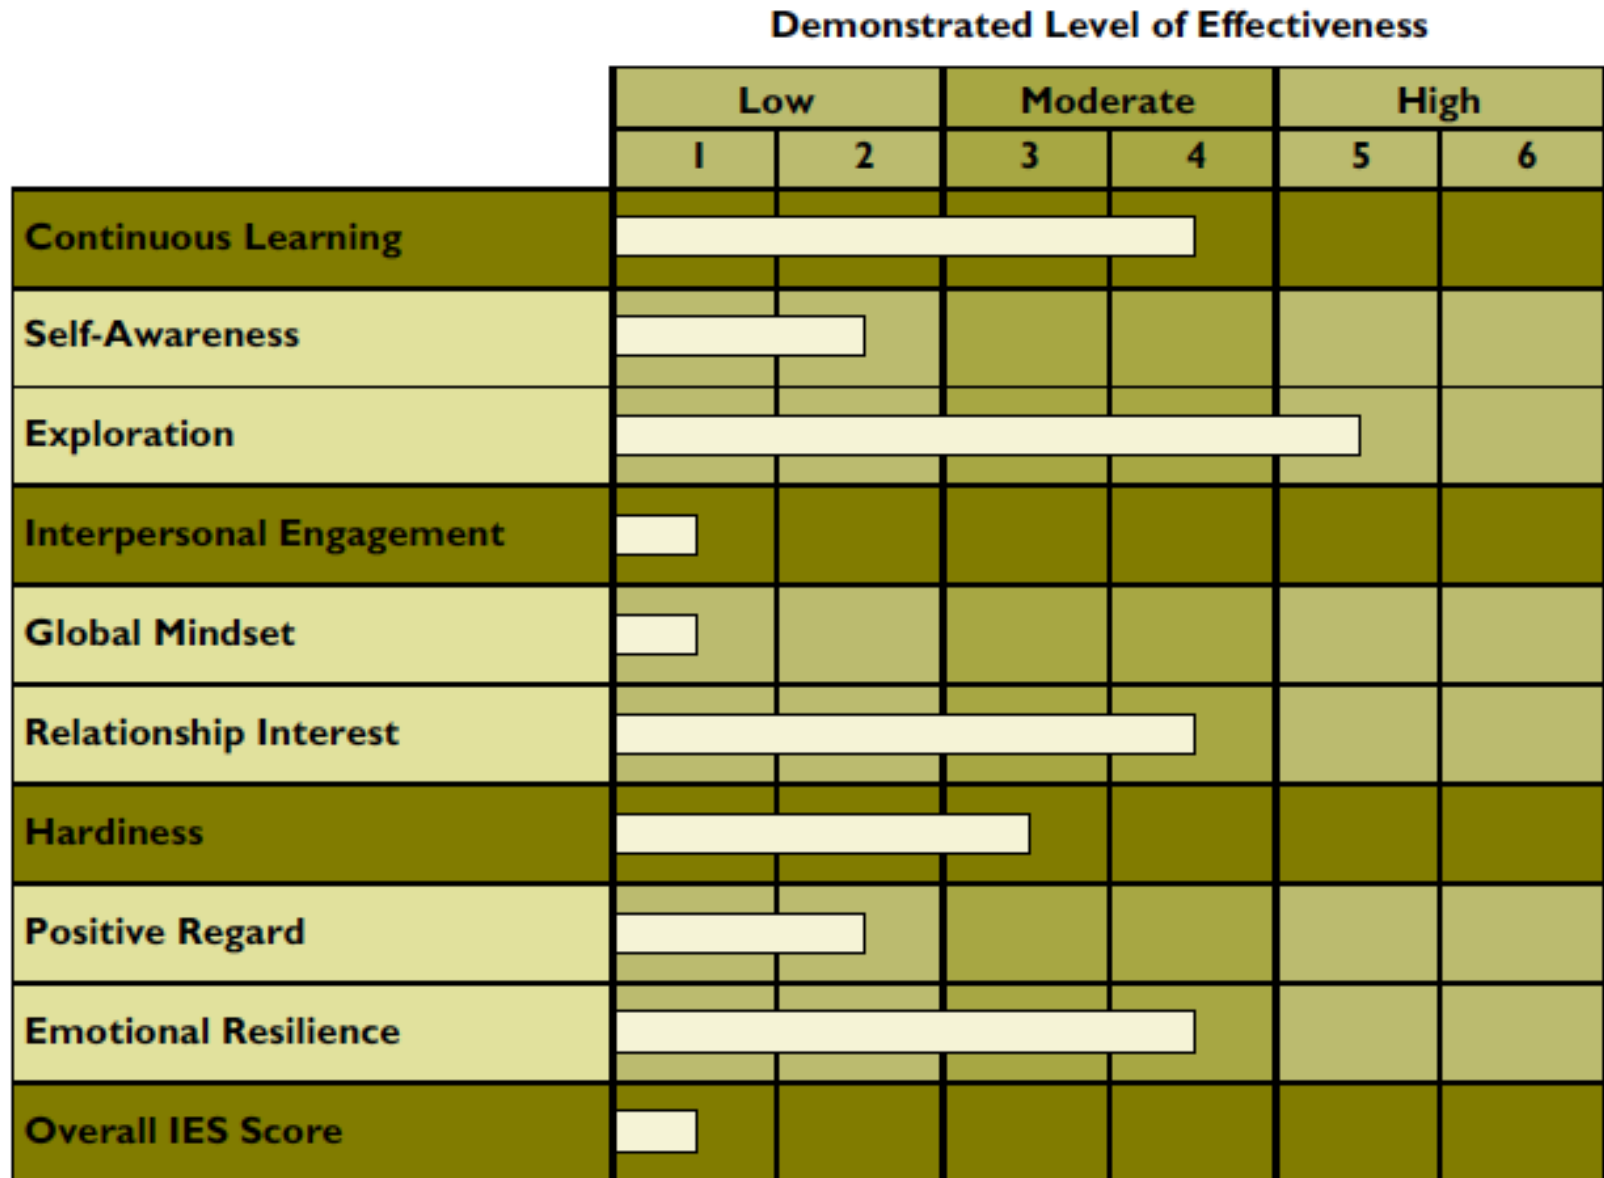 Demonstrated Level of Effectiveness
Low Moderate High
1 2 3 4 5 6
Continuous Learning
Self-Awareness
Exploration
Interpersonal Engagement
Global Mindset
Relationship Interest
Hardiness
Positive Regard
Emotional Resilience
Overall IES Score